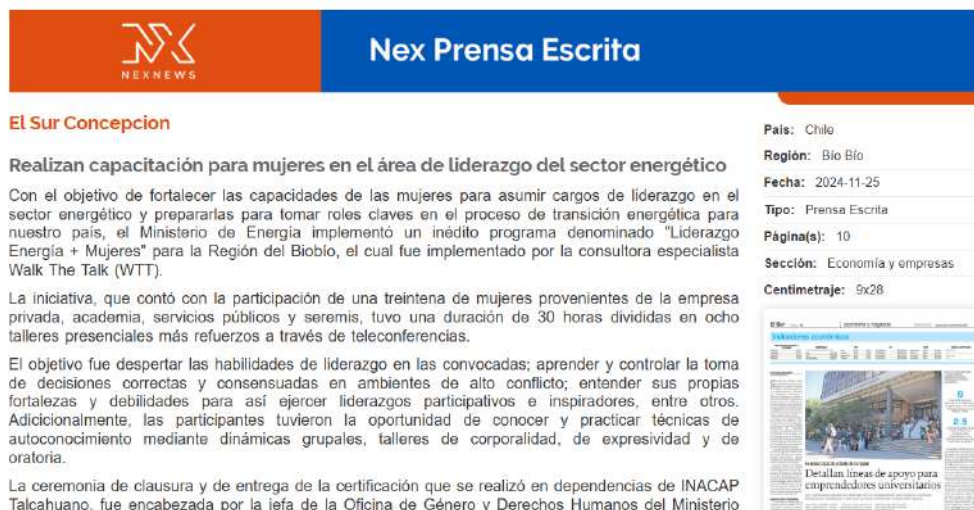 NEXNEWS
Nex Prensa Escrita
El Sur Concepcion
Realizan capacitación para mujeres en el área de liderazgo del sector energético
Con el objetivo de fortalecer las capacidades de las mujeres para asumir cargos de liderazgo en el
sector energético y prepararlas para tomar roles claves en el proceso de transición energética para
nuestro país, el Ministerio de Energía implementó un inédito programa denominado "Liderazgo
Energía + Mujeres" para la Región del Biobío, el cual fue implementado por la consultora especialista
Walk The Talk (WTT).
La iniciativa, que contó con la participación de una treintena de mujeres provenientes de la empresa
privada, academia, servicios públicos y seremis, tuvo una duración de 30 horas divididas en ocho
talleres presenciales más refuerzos a través de teleconferencias.
El objetivo fue despertar las habilidades de liderazgo en las convocadas; aprender y controlar la toma
de decisiones correctas y consensuadas en ambientes de alto conflicto; entender sus propias
fortalezas y debilidades para así ejercer liderazgos participativos e inspiradores, entre otros.
Adicicionalmente, las participantes tuvieron la oportunidad de conocer y practicar técnicas de
autoconocimiento mediante dinámicas grupales, talleres de corporalidad, de expresividad y de
oratoria.
La ceremonia de clausura y de entrega de la certificación que se realizó en dependencias de INACAP
Talcahuano, fue encabezada por la jefa de la Oficina de Género y Derechos Humanos del Ministerio
País: Chile
Región: Bío Bío
Fecha: 2024-11-25
Tipo: Prensa Escrita
Página(s): 10
Sección: Economía y empresas
Centimetraje: 9x28
Indicadores económicos
Detallan líneas de apoyo para
emprendedores universitarios